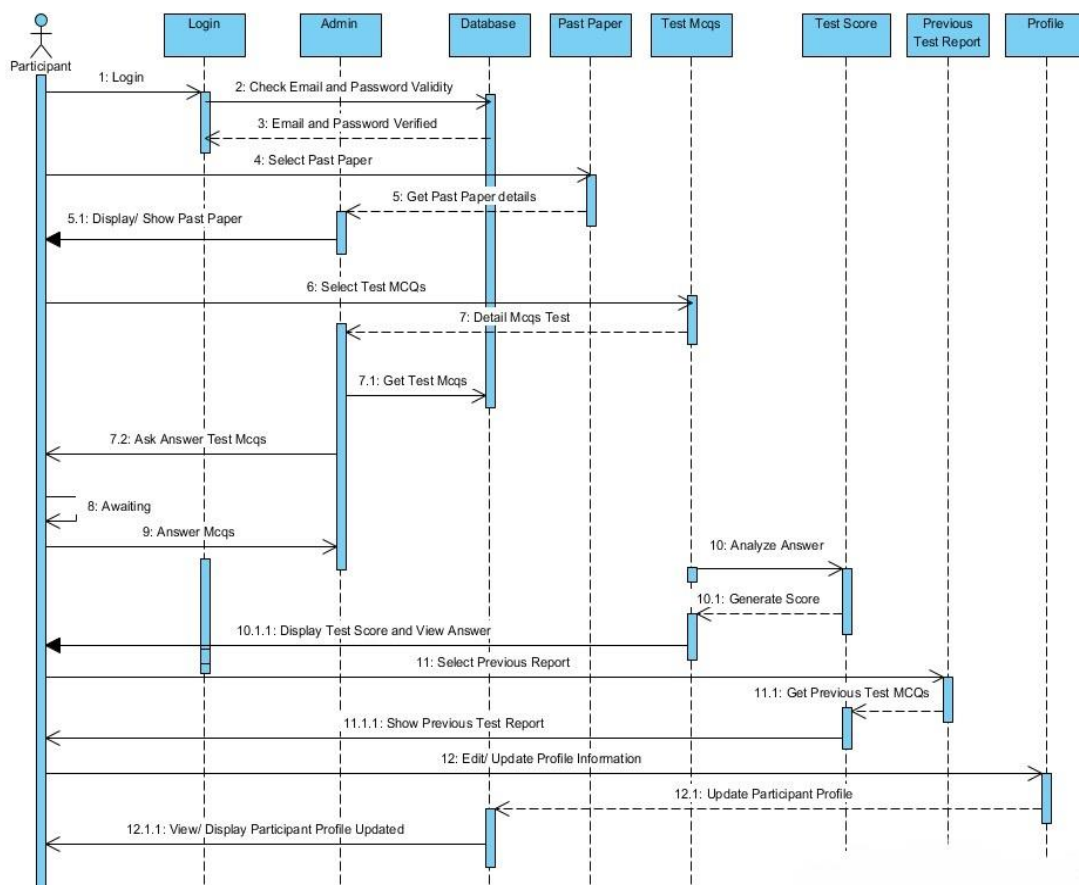 Login
Admin
Database
Past Paper
Test Mcqs
Test Score
Previous
Test Report
Profile
Participant
1: Login
2: Check Email and Password Validity
3: Email and Password Verified
4: Select Past Paper
5: Get Past Paper details
5.1: Display/ Show Past Paper
6: Select Test MCQs
7: Detail Mcqs Test
7.1: Get Test Mcqs
7.2: Ask Answer Test Mcqs
8: Awaiting
9: Answer Mcqs
10: Analyze Answer
10.1: Generate Score
10.1.1: Display Test Score and View Answer
11: Select Previous Report
11.1: Get Previous Test MCQs
11.1.1: Show Previous Test Report
12: Edit/ Update Profile Information
12.1: Update Participant Profile
12.1.1: View/ Display Participant Profile Updated